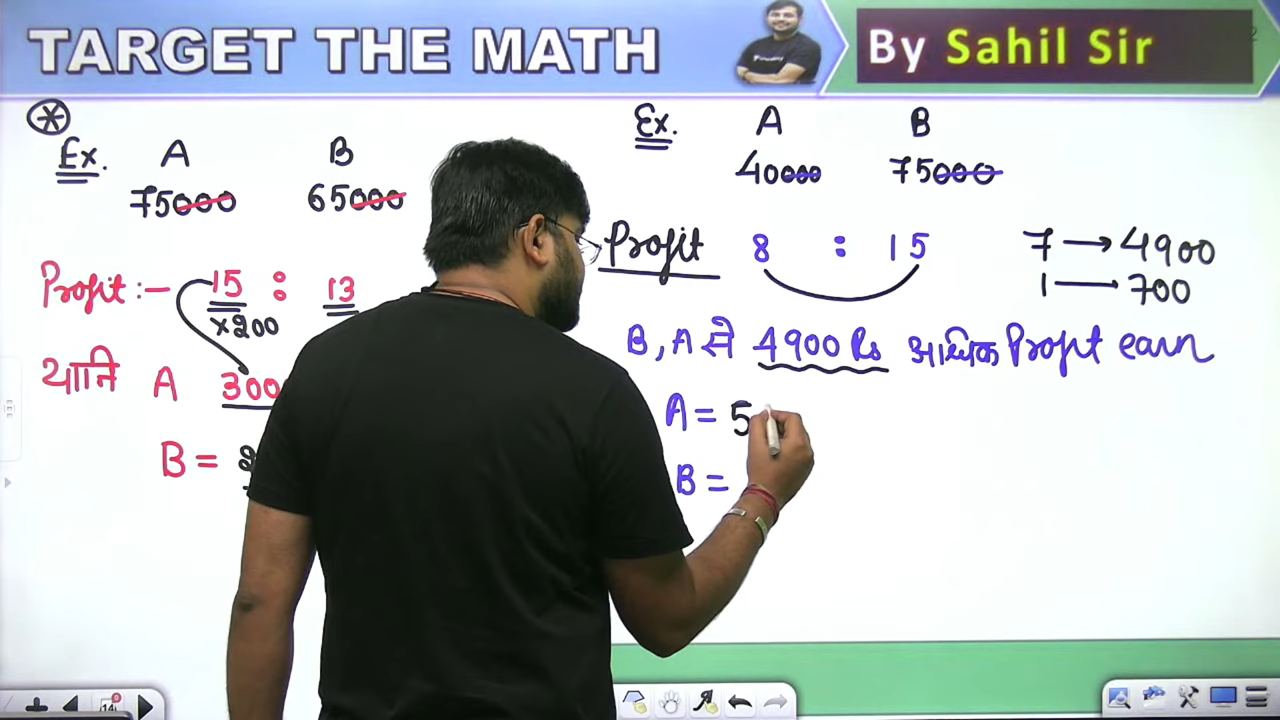 TARGET THE MATH
By Sahil Sir
Ex. A B
75000 65000
Profit :- 15 : 13
×200
यानि A 300
B = 2
Ex. A B
40000 75000
Profit 8 : 15
7 → 4900
1 → 700
B, A से 4900 Rs अधिक Profit earn
A = 5
B =